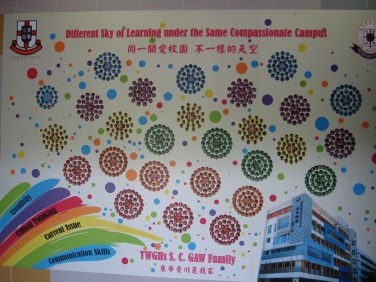 Different Sky of Learning under the Same Compassionate Campus
同一關愛校園 不一樣的天空
Creativity
Critical Thinking
Current Issue
Communication Skills
TWGHs S. C. GAW Family
東華吳川是我家